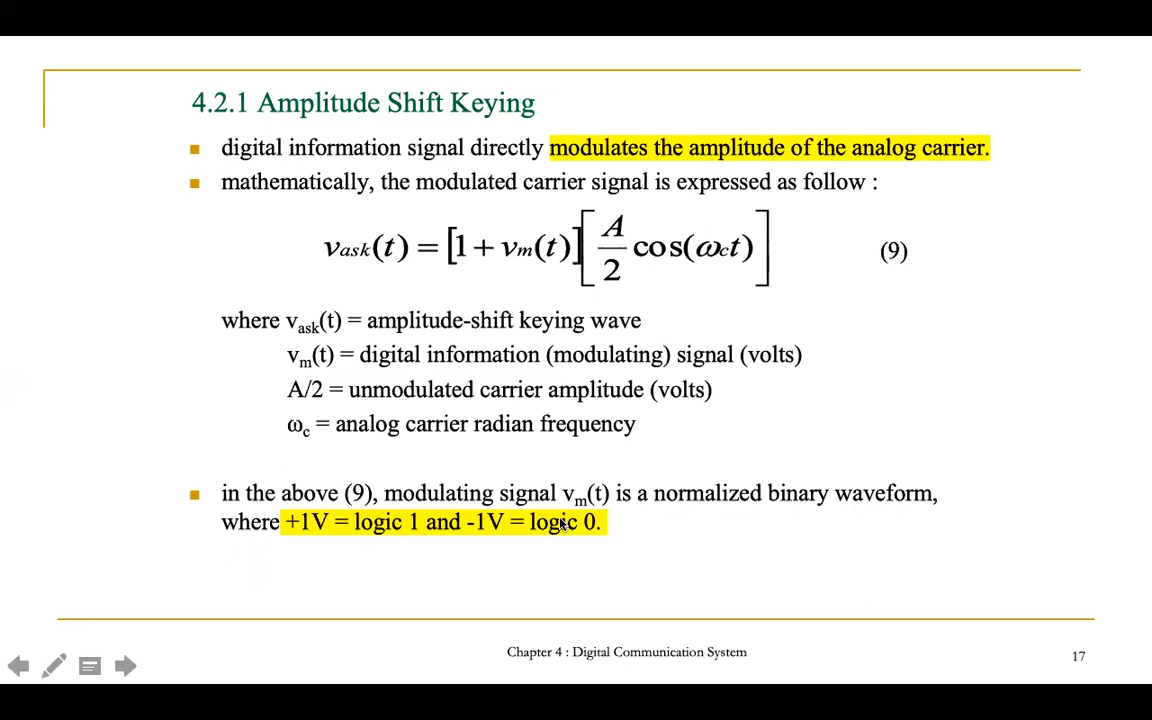 4.2.1 Amplitude Shift Keying
digital information signal directly modulates the amplitude of the analog carrier.
mathematically, the modulated carrier signal is expressed as follow :
vask(t) = [1 + vm(t)][A/2 cos(ωct)] (9)
where vask(t) = amplitude-shift keying wave
vm(t) = digital information (modulating) signal (volts)
A/2 = unmodulated carrier amplitude (volts)
ωc = analog carrier radian frequency
in the above (9), modulating signal vm(t) is a normalized binary waveform,
where +1V = logic 1 and -1V = logic 0.
Chapter 4 : Digital Communication System
17